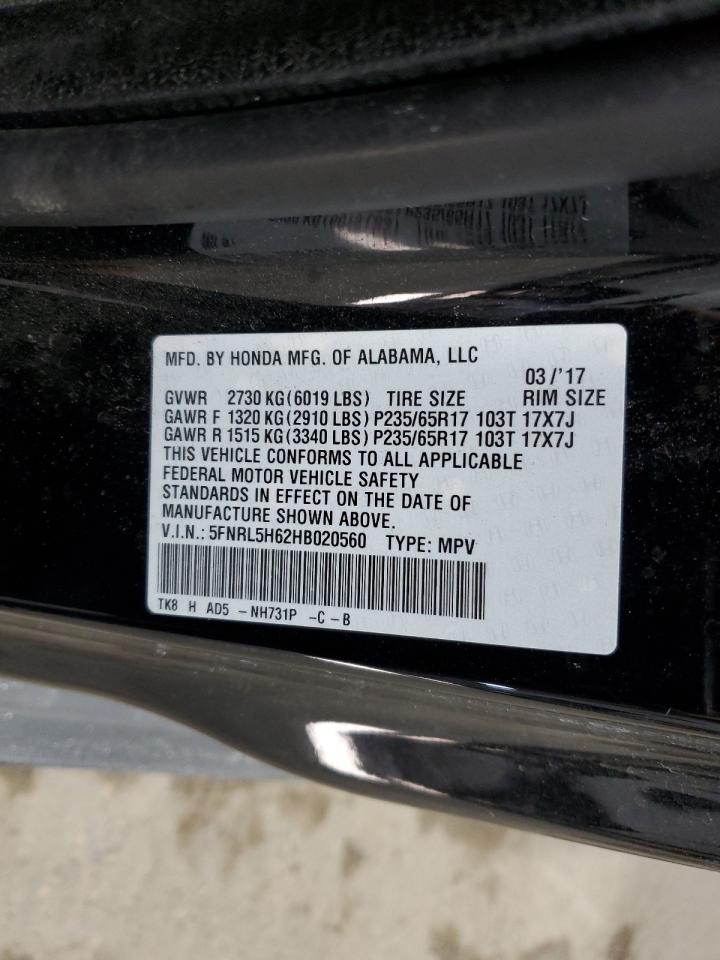 MFD. BY HONDA MFG. OF ALABAMA, LLC
03/'17
GVWR 2730 KG(6019 LBS) TIRE SIZE RIM SIZE
GAWR F 1320 KG(2910 LBS)P235/65R17 103T 17X7J
GAWR R 1515 KG(3340 LBS)P235/65R17 103T 17X7J
THIS VEHICLE CONFORMS TO ALL APPLICABLE
FEDERAL MOTOR VEHICLE SAFETY
STANDARDS IN EFFECT ON THE DATE OF
MANUFACTURE SHOWN ABOVE.
V.I.N.: 5FNRL5H62HB020560 TYPE: MPV
TK8 H AD5 -NH731P -C -B